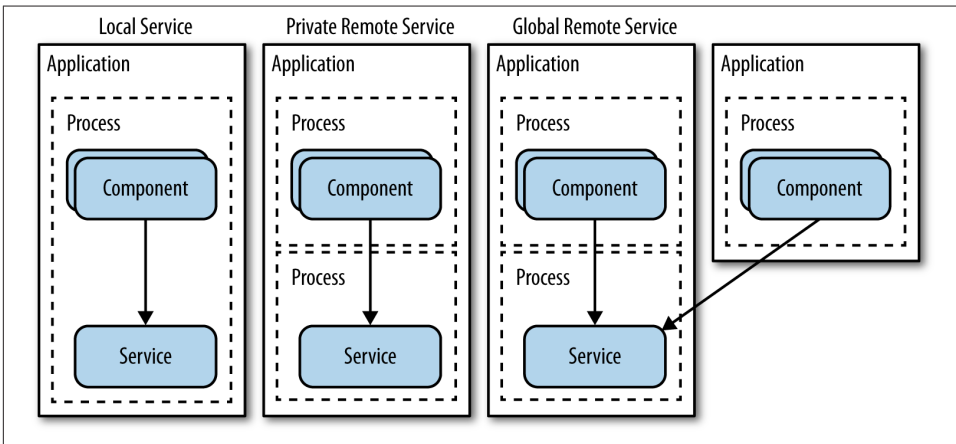 Local Service
Private Remote Service
Global Remote Service
Application
Application
Application
Application
Process
Process
Process
Process
Component
Component
Component
Component
Process
Process
Service
Service
Service